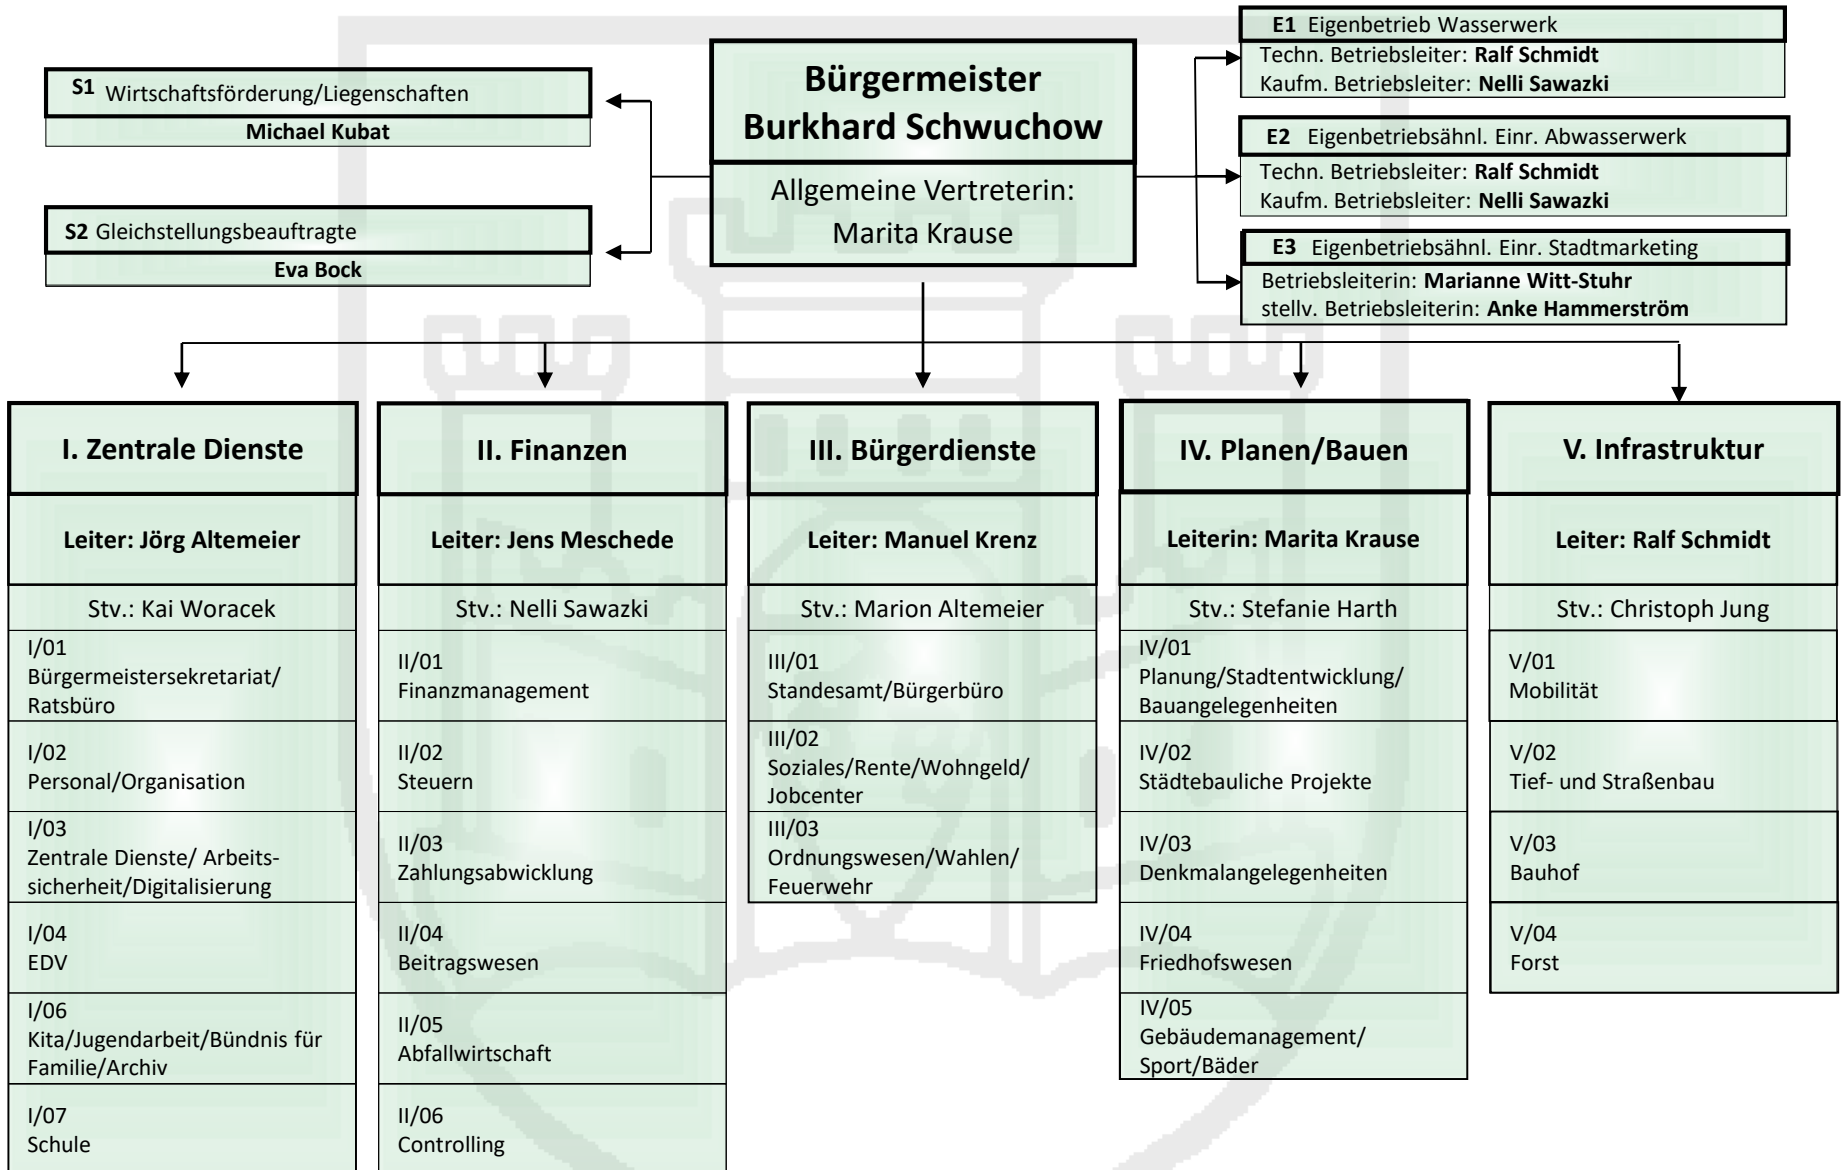 S1 Wirtschaftsförderung/Liegenschaften
Michael Kubat
S2 Gleichstellungsbeauftragte
Eva Bock
Bürgermeister
Burkhard Schwuchow
Allgemeine Vertreterin:
Marita Krause
E1 Eigenbetrieb Wasserwerk
Techn. Betriebsleiter: Ralf Schmidt
Kaufm. Betriebsleiter: Nelli Sawazki
E2 Eigenbetriebsähnl. Einr. Abwasserwerk
Techn. Betriebsleiter: Ralf Schmidt
Kaufm. Betriebsleiter: Nelli Sawazki
E3 Eigenbetriebsähnl. Einr. Stadtmarketing
Betriebsleiterin: Marianne Witt-Stuhr
stellv. Betriebsleiterin: Anke Hammerström
I. Zentrale Dienste
Leiter: Jörg Altemeier
Stv.: Kai Woracek
I/01
Bürgermeistersekretariat/
Ratsbüro
I/02
Personal/Organisation
I/03
Zentrale Dienste/ Arbeits-
sicherheit/Digitalisierung
I/04
EDV
I/06
Kita/Jugendarbeit/Bündnis für
Familie/Archiv
I/07
Schule
II. Finanzen
Leiter: Jens Meschede
Stv.: Nelli Sawazki
II/01
Finanzmanagement
II/02
Steuern
II/03
Zahlungsabwicklung
II/04
Beitragswesen
II/05
Abfallwirtschaft
II/06
Controlling
III. Bürgerdienste
Leiter: Manuel Krenz
Stv.: Marion Altemeier
III/01
Standesamt/Bürgerbüro
III/02
Soziales/Rente/Wohngeld/
Jobcenter
III/03
Ordnungswesen/Wahlen/
Feuerwehr
IV. Planen/Bauen
Leiterin: Marita Krause
Stv.: Stefanie Harth
IV/01
Planung/Stadtentwicklung/
Bauangelegenheiten
IV/02
Städtebauliche Projekte
IV/03
Denkmalangelegenheiten
IV/04
Friedhofswesen
IV/05
Gebäudemanagement/
Sport/Bäder
V. Infrastruktur
Leiter: Ralf Schmidt
Stv.: Christoph Jung
V/01
Mobilität
V/02
Tief- und Straßenbau
V/03
Bauhof
V/04
Forst